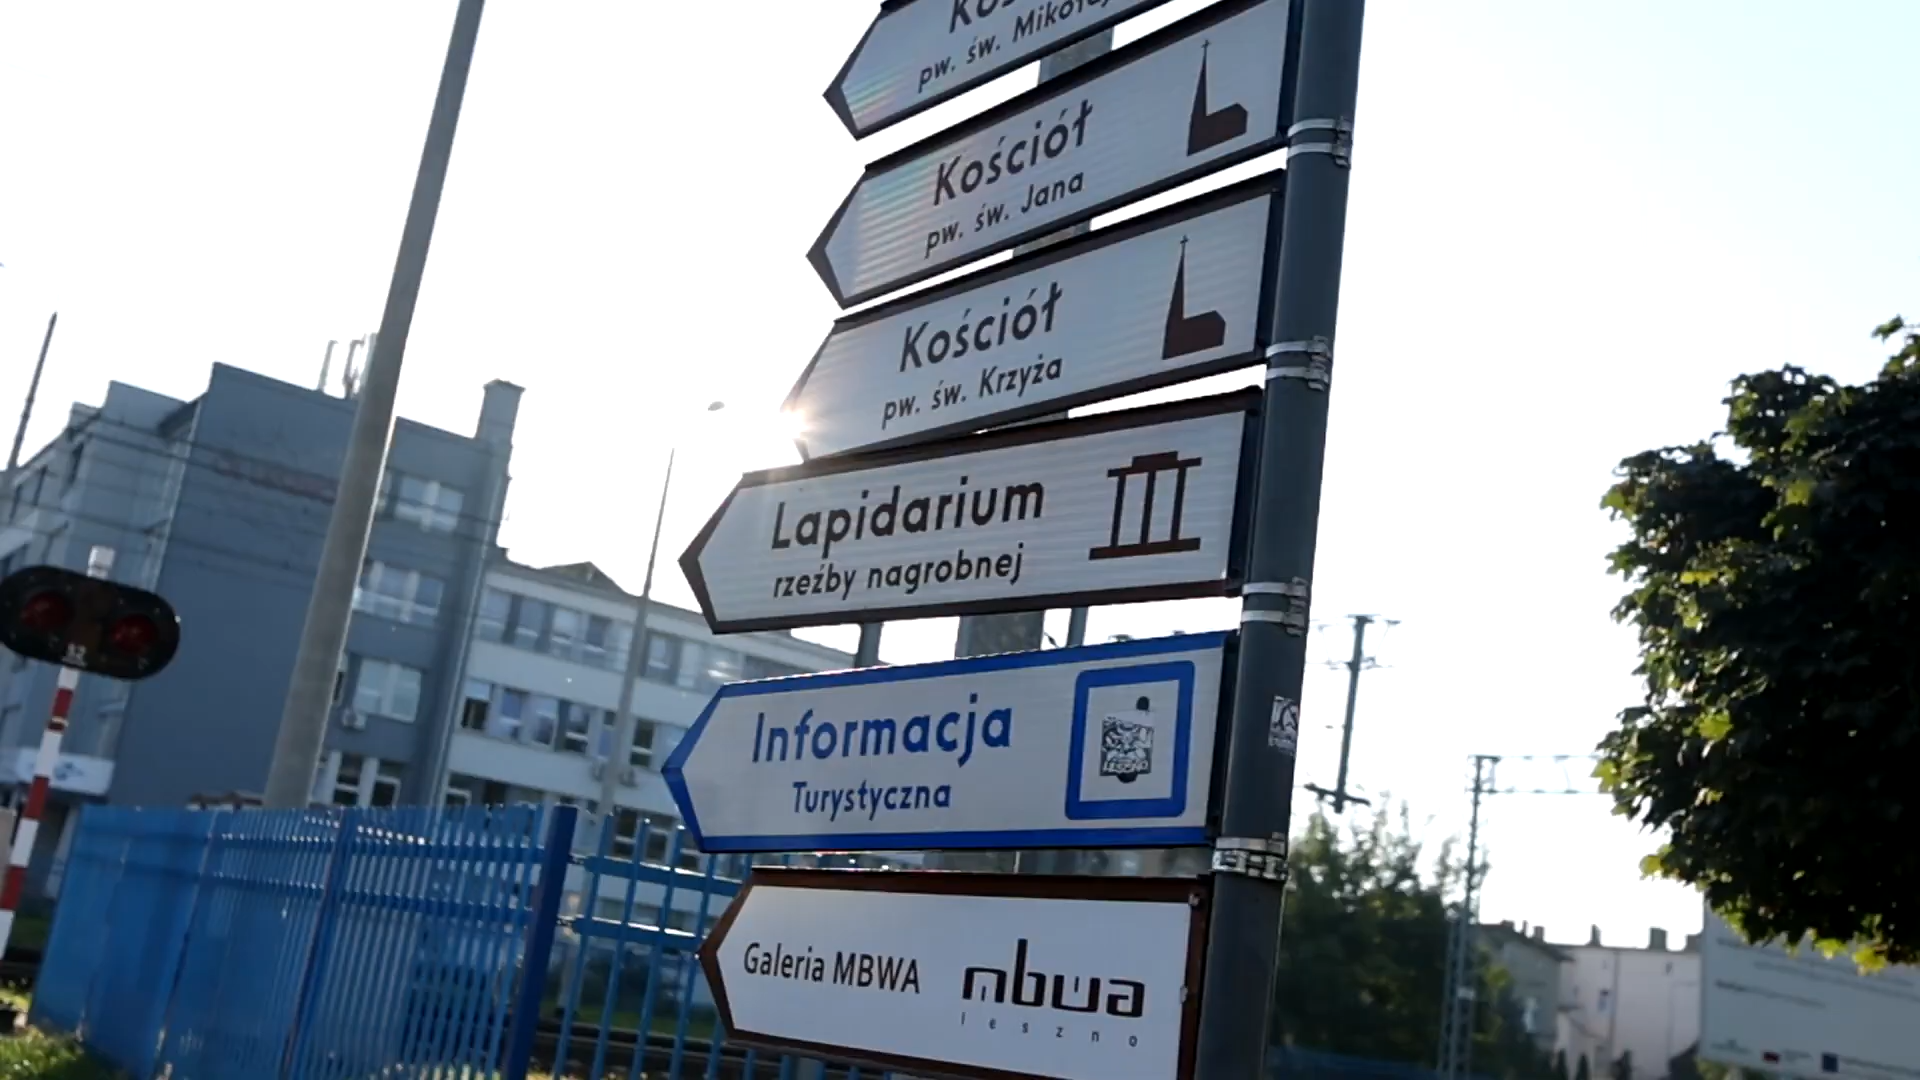 pw. św.
Kościół
pw. św. Jana
Kościół
pw. św. Krzyża
Lapidarium
rzeźby nagrobnej
Informacja
Turystyczna
Galeria MBWA
mbwa
leszno